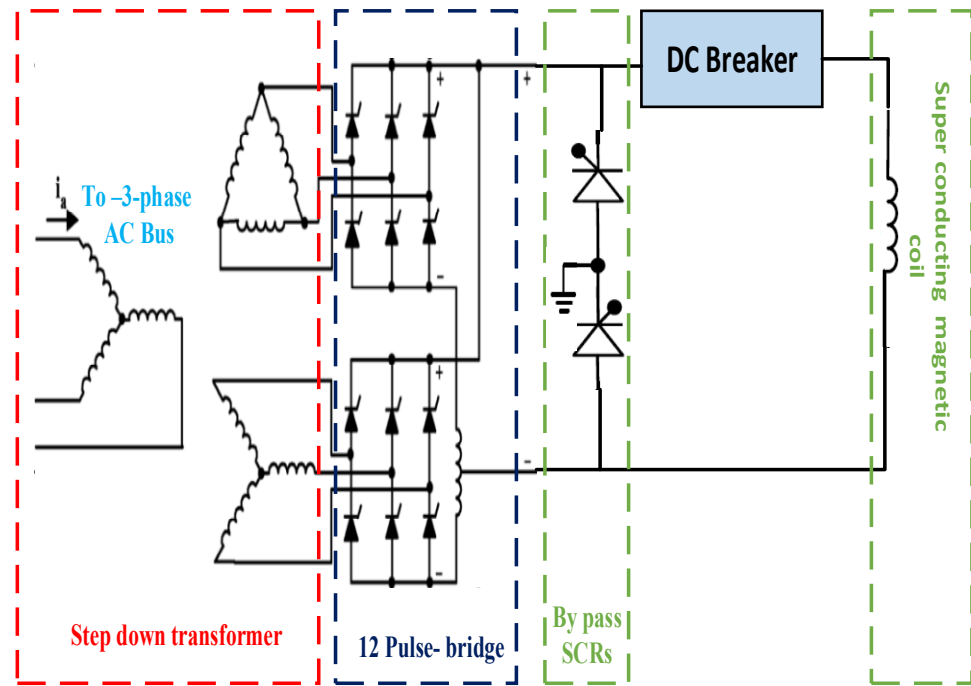 DC Breaker
+
+
i_a
To –3-phase
AC Bus
-
+
-
-
Super conducting magnetic
coil
Step down transformer
12 Pulse- bridge
By pass
SCRs